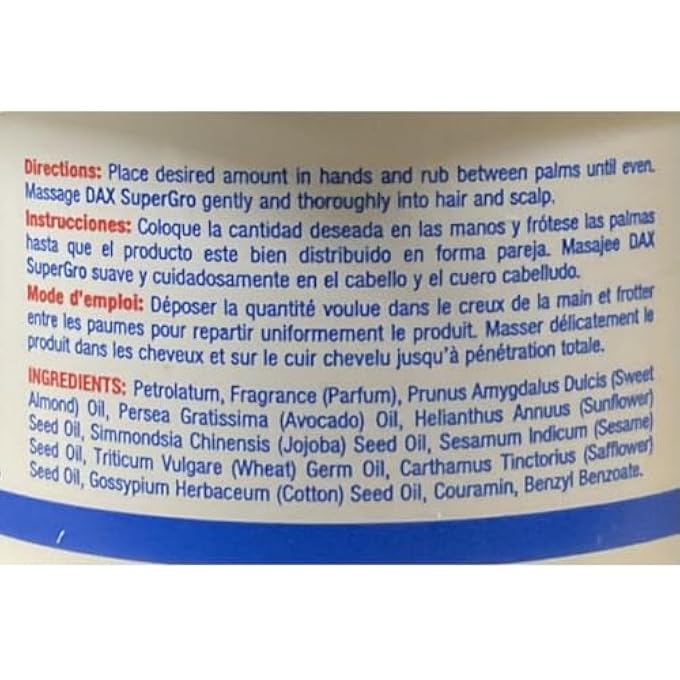 Directions: Place desired amount in hands and rub between palms until even.
Massage DAX SuperGro gently and thoroughly into hair and scalp.
Instrucciones: Coloque la cantidad deseada en las manos y frótese las palmas
hasta que el producto este bien distribuido en forma pareja. Masajee DAX
SuperGro suave y cuidadosamente en el cabello y el cuero cabelludo.
Mode d'emploi: Déposer la quantité voulue dans le creux de la main et frotter
entre les paumes pour repartir uniformement le produit. Masser délicatement le
produit dans les cheveux et sur le cuir chevelu jusqu'à pénétration totale.
INGREDIENTS: Petrolatum, Fragrance (Parfum), Prunus Amygdalus Dulcis (Sweet
Almond) Oil, Persea Gratissima (Avocado) Oil, Helianthus Annuus (Sunflower)
Seed Oil, Simmondsia Chinensis (Jojoba) Seed Oil, Sesamum Indicum (Sesame)
Seed Oil, Triticum Vulgare (Wheat) Germ Oil, Carthamus Tinctorius (Safflower)
Seed Oil, Gossypium Herbaceum (Cotton) Seed Oil, Couramin, Benzyl Benzoate.